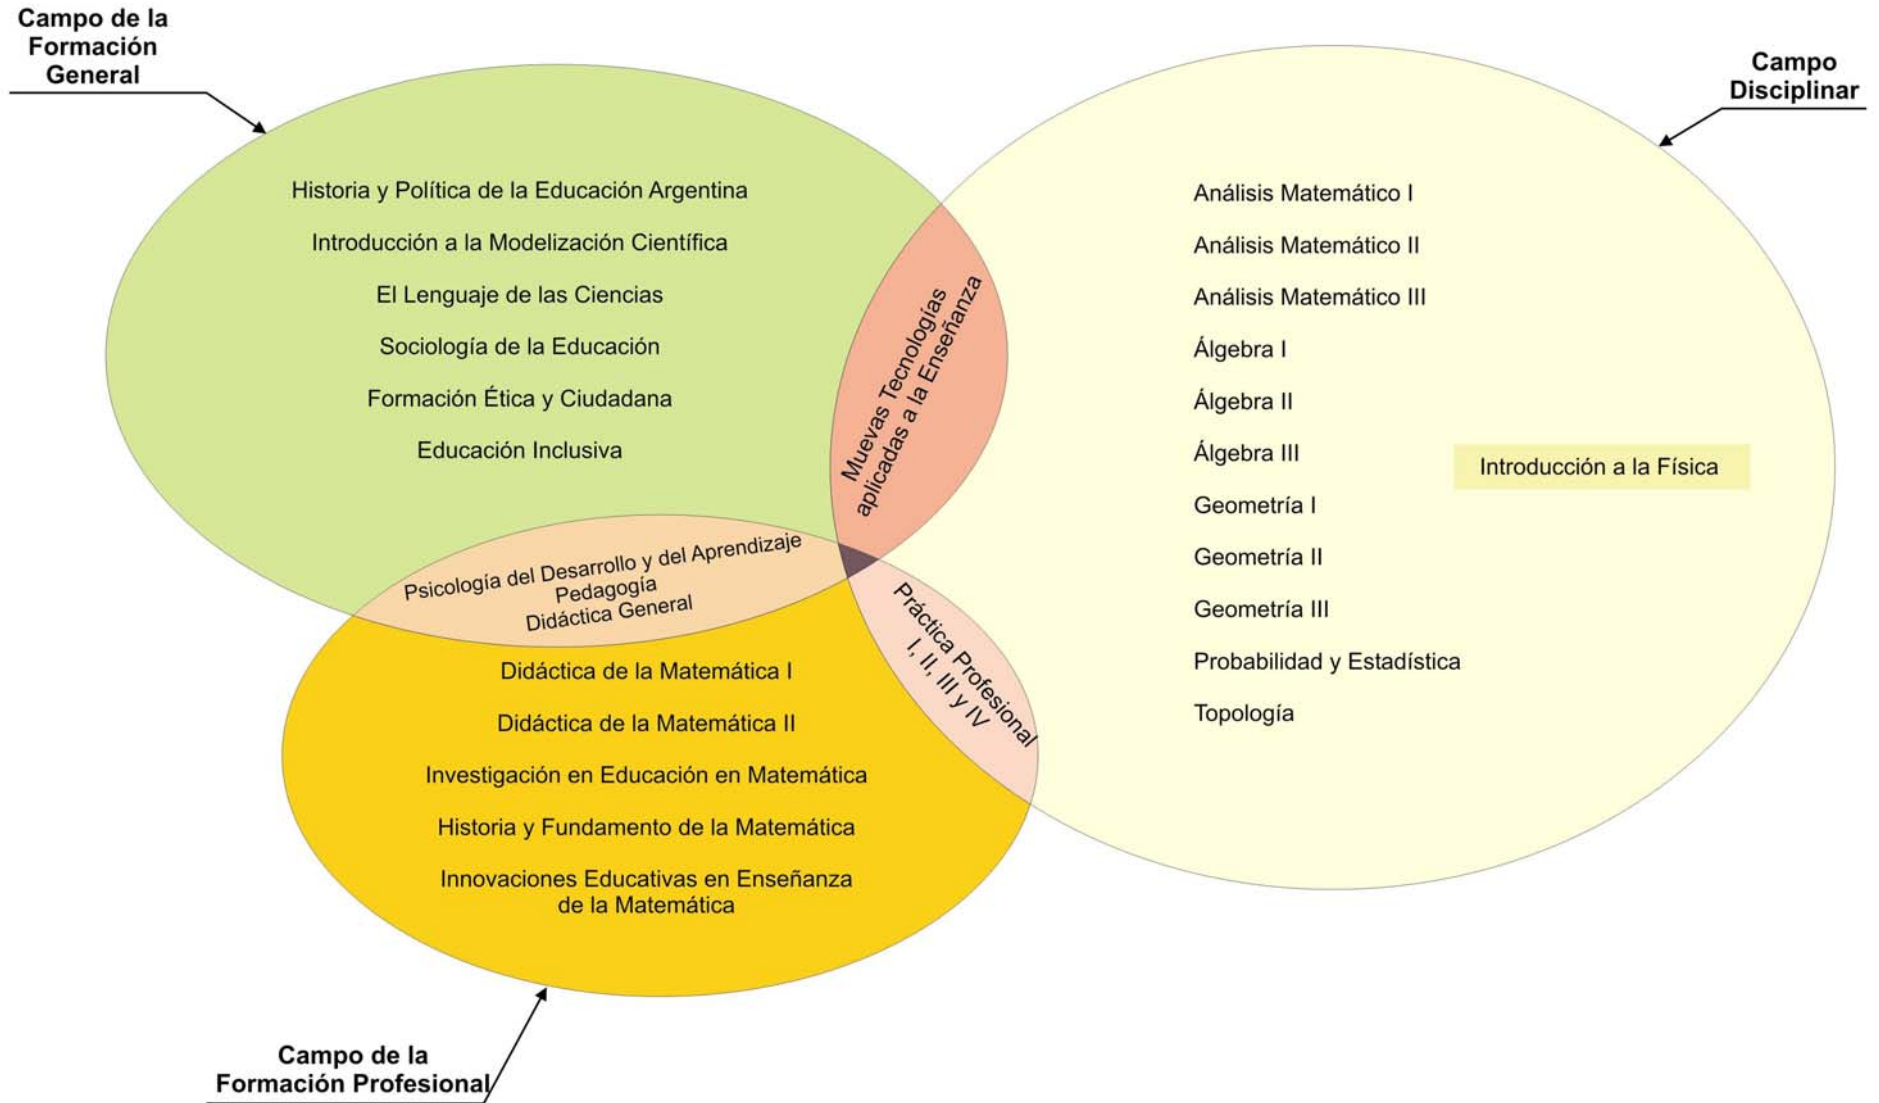 Campo de la
Formación
General
Campo
Disciplinar
Historia y Política de la Educación Argentina
Introducción a la Modelización Científica
El Lenguaje de las Ciencias
Sociología de la Educación
Formación Ética y Ciudadana
Educación Inclusiva
Muevas Tecnologías
aplicadas a la Enseñanza
Análisis Matemático I
Análisis Matemático II
Análisis Matemático III
Álgebra I
Álgebra II
Álgebra III
Geometría I
Geometría II
Geometría III
Probabilidad y Estadística
Topología
Introducción a la Física
Psicología del Desarrollo y del Aprendizaje
Pedagogía
Didáctica General
Práctica Profesional
I, II, III y IV
Didáctica de la Matemática I
Didáctica de la Matemática II
Investigación en Educación en Matemática
Historia y Fundamento de la Matemática
Innovaciones Educativas en Enseñanza
de la Matemática
Campo de la
Formación Profesional